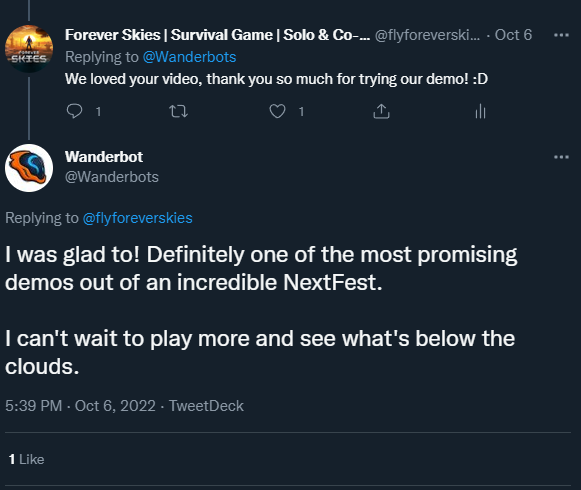 Forever Skies | Survival Game | Solo & Co-... @flyforeverski... · Oct 6
FOREVER
SKIES
Replying to @Wanderbots
We loved your video, thank you so much for trying our demo! :D
1 1
Wanderbot
@Wanderbots
Replying to @flyforeverskies
I was glad to! Definitely one of the most promising
demos out of an incredible NextFest.
I can't wait to play more and see what's below the
clouds.
5:39 PM · Oct 6, 2022 · TweetDeck
1 Like